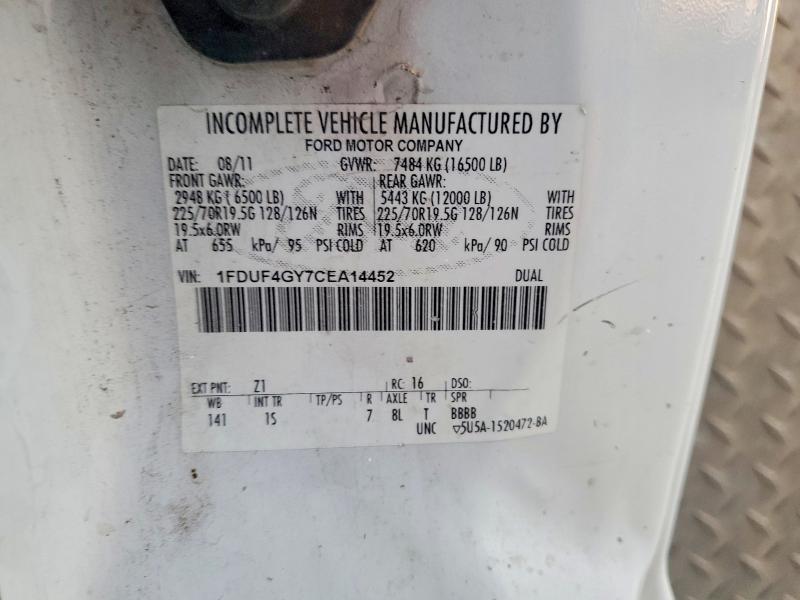 INCOMPLETE VEHICLE MANUFACTURED BY
FORD MOTOR COMPANY
DATE: 08/11 GVWR: 7484 KG (16500 LB)
FRONT GAWR: REAR GAWR:
2948 KG ( 6500 LB) WITH 5443 KG (12000 LB) WITH
225/70R19.5G 128/126N TIRES 225/70R19.5G 128/126N TIRES
19.5x6.0RW RIMS 19.5x6.0RW RIMS
AT 655 kPa/ 95 PSI COLD AT 620 kPa/ 90 PSI COLD
VIN: 1FDUF4GY7CEA14452 DUAL
EXT PNT: Z1 RC: 16 DSO:
WB INT TR TP/PS R AXLE TR SPR
141 1S 7 8L T BBBB
UNC ▽5U5A-1520472-BA